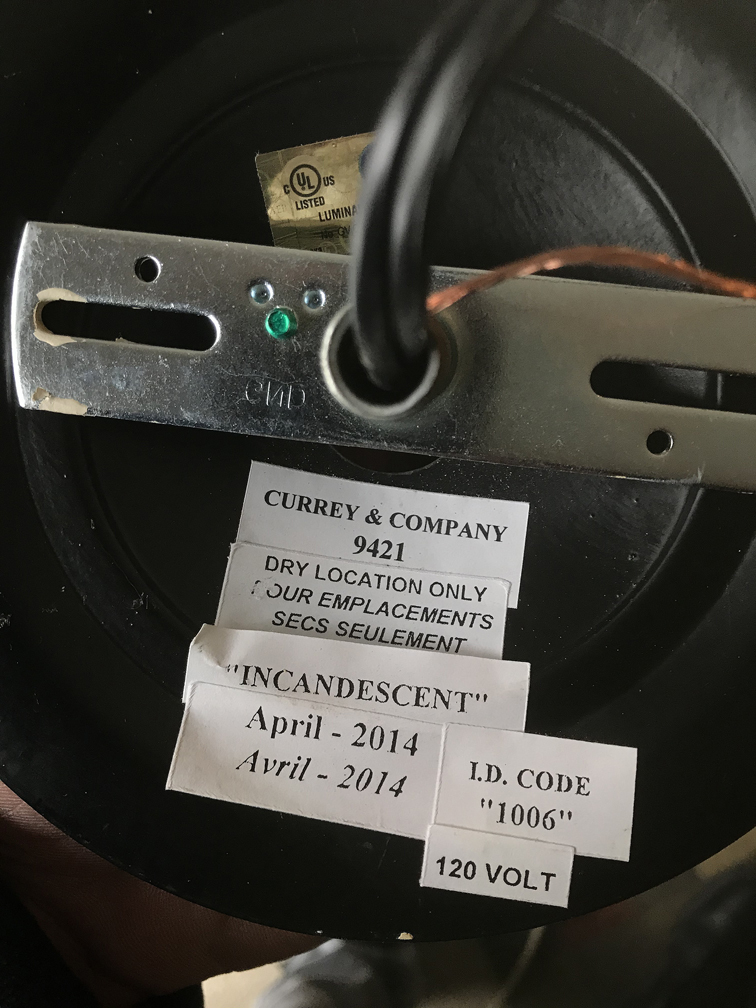 C UL US
LISTED
LUMINA
GND
CURREY & COMPANY
9421
DRY LOCATION ONLY
POUR EMPLACEMENTS
SECS SEULEMENT
"INCANDESCENT"
April - 2014
Avril - 2014
I.D. CODE
"1006"
120 VOLT